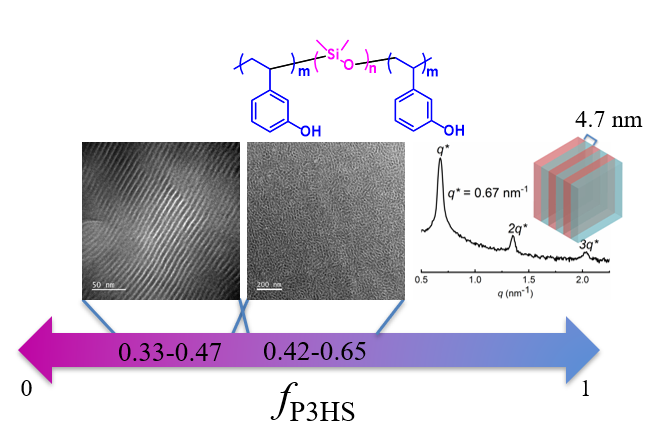 Si
O
m
n
m
OH
OH
4.7 nm
q*
q* = 0.67 nm⁻¹
2q*
3q*
50 nm
200 nm
0.5
1.0
1.5
2.0
q (nm⁻¹)
0.33-0.47
0.42-0.65
0
1
fP3HS